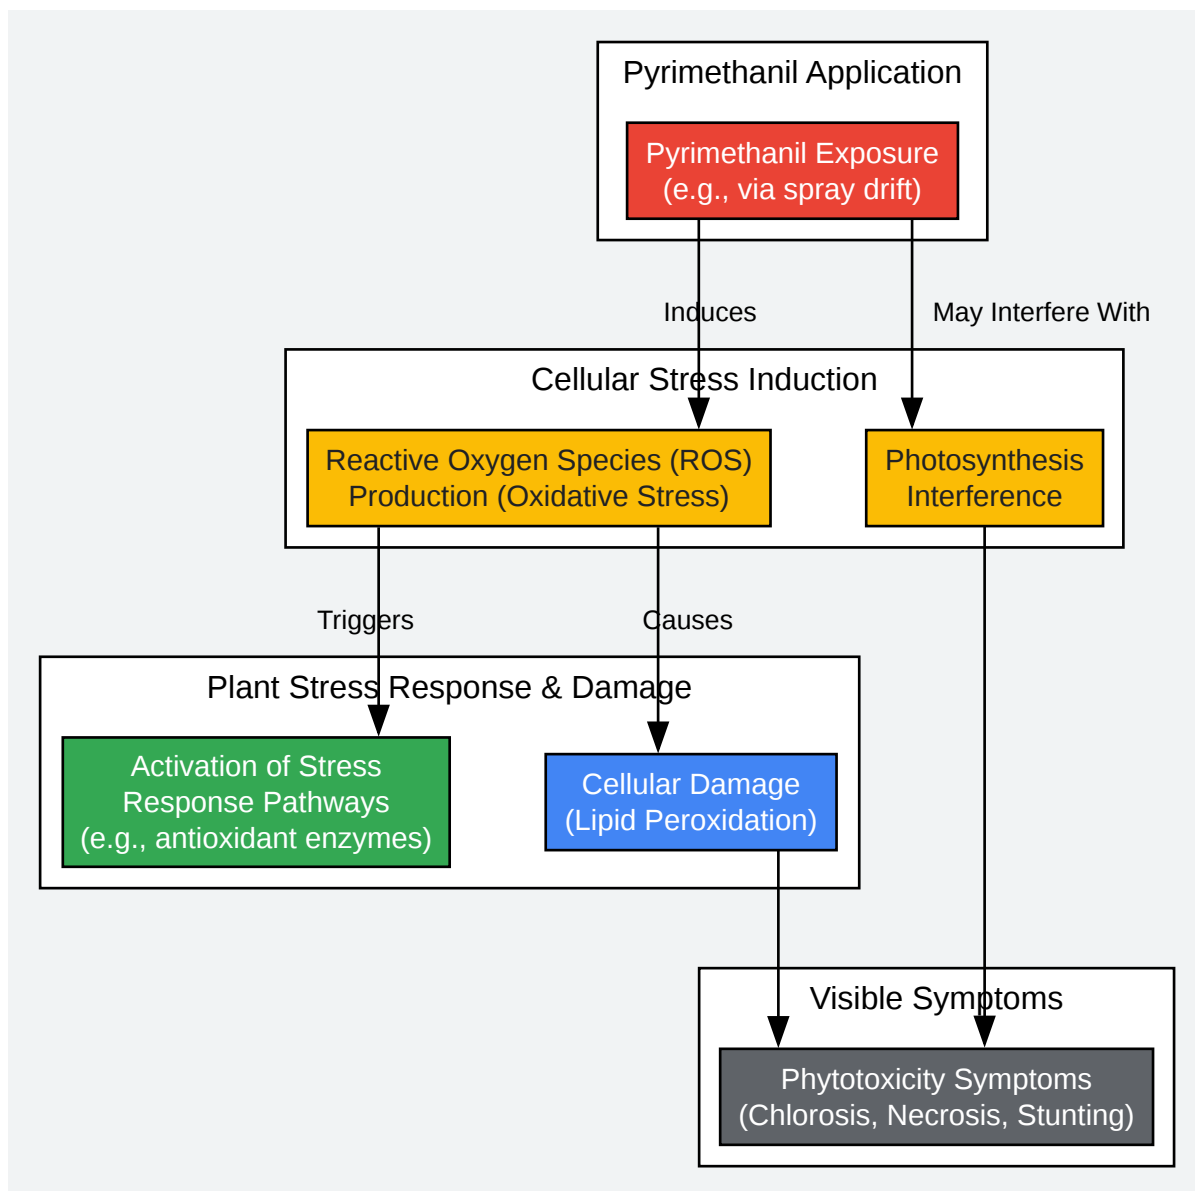 Pyrimethanil Application
Pyrimethanil Exposure
(e.g., via spray drift)
Induces
May Interfere With
Cellular Stress Induction
Reactive Oxygen Species (ROS)
Production (Oxidative Stress)
Photosynthesis
Interference
Triggers
Causes
Plant Stress Response & Damage
Activation of Stress
Response Pathways
(e.g., antioxidant enzymes)
Cellular Damage
(Lipid Peroxidation)
Visible Symptoms
Phytotoxicity Symptoms
(Chlorosis, Necrosis, Stunting)